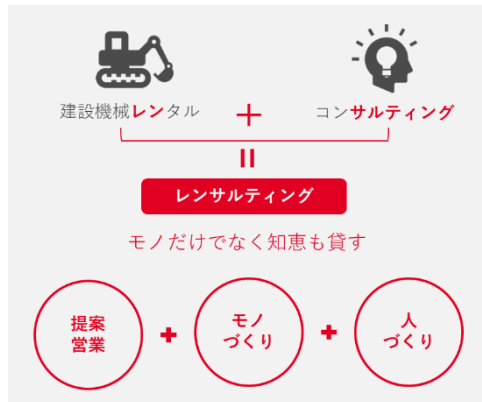 建設機械レンタル + コンサルティング
=
レンサルティング
モノだけでなく知恵も貸す
提案
営業
+
モノ
づくり
+
人
づくり